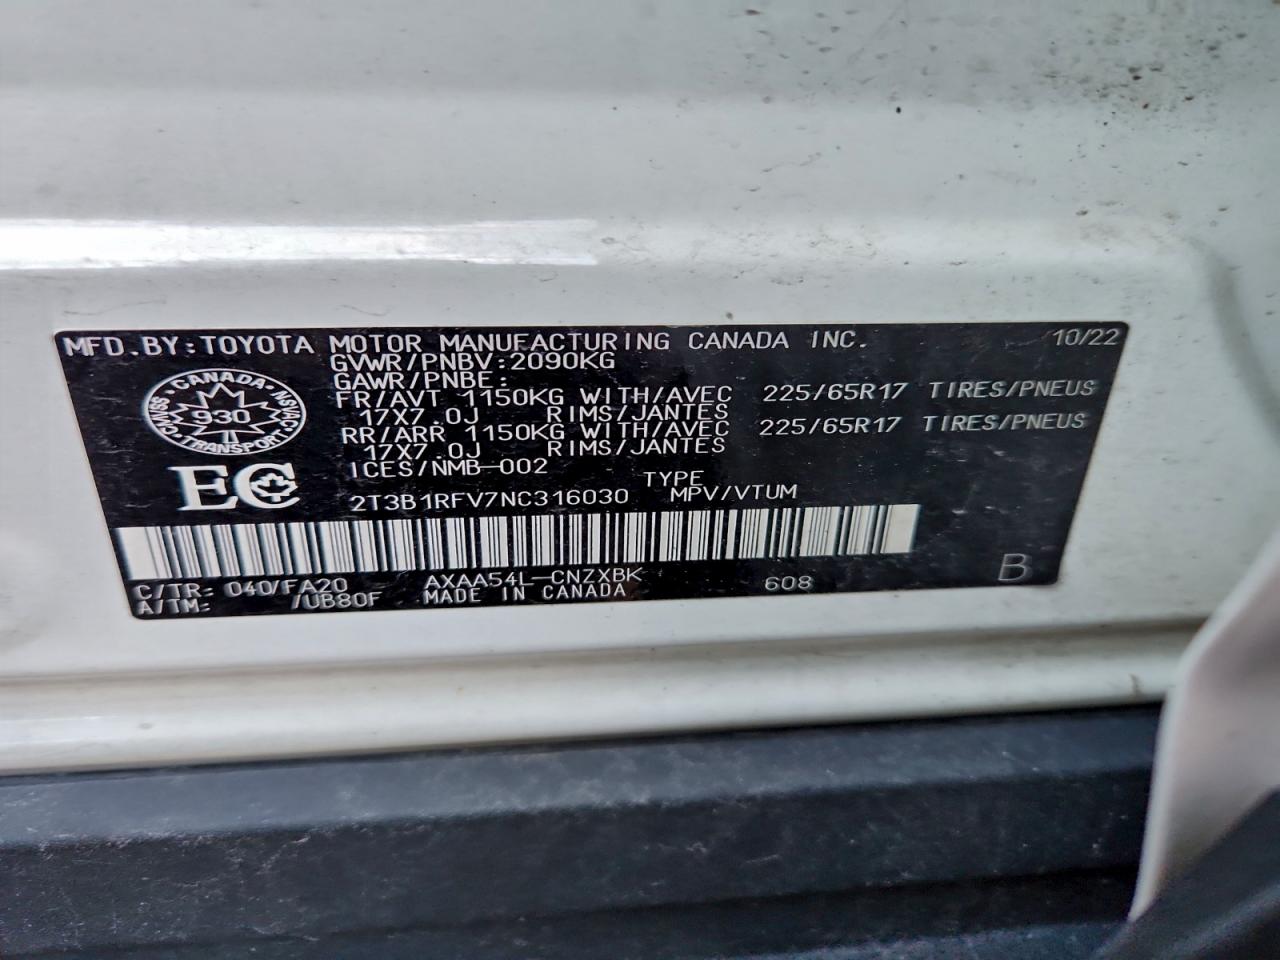 MFD.BY:TOYOTA MOTOR MANUFACTURING CANADA INC. 10/22
GVWR/PNBV:2090KG
GAWR/PNBE:
FR/AVT 1150KG WITH/AVEC 225/65R17 TIRES/PNEUS
17X7.0J RIMS/JANTES
RR/ARR 1150KG WITH/AVEC 225/65R17 TIRES/PNEUS
17X7.0J RIMS/JANTES
ICES/NMB-002
CANADA
930
TRANSPORT
EC
TYPE
2T3B1RFV7NC316030 MPV/VTUM
C/TR: 040/FA20 AXAA54L-CNZXBK 608 B
A/TM: /UB80F MADE IN CANADA